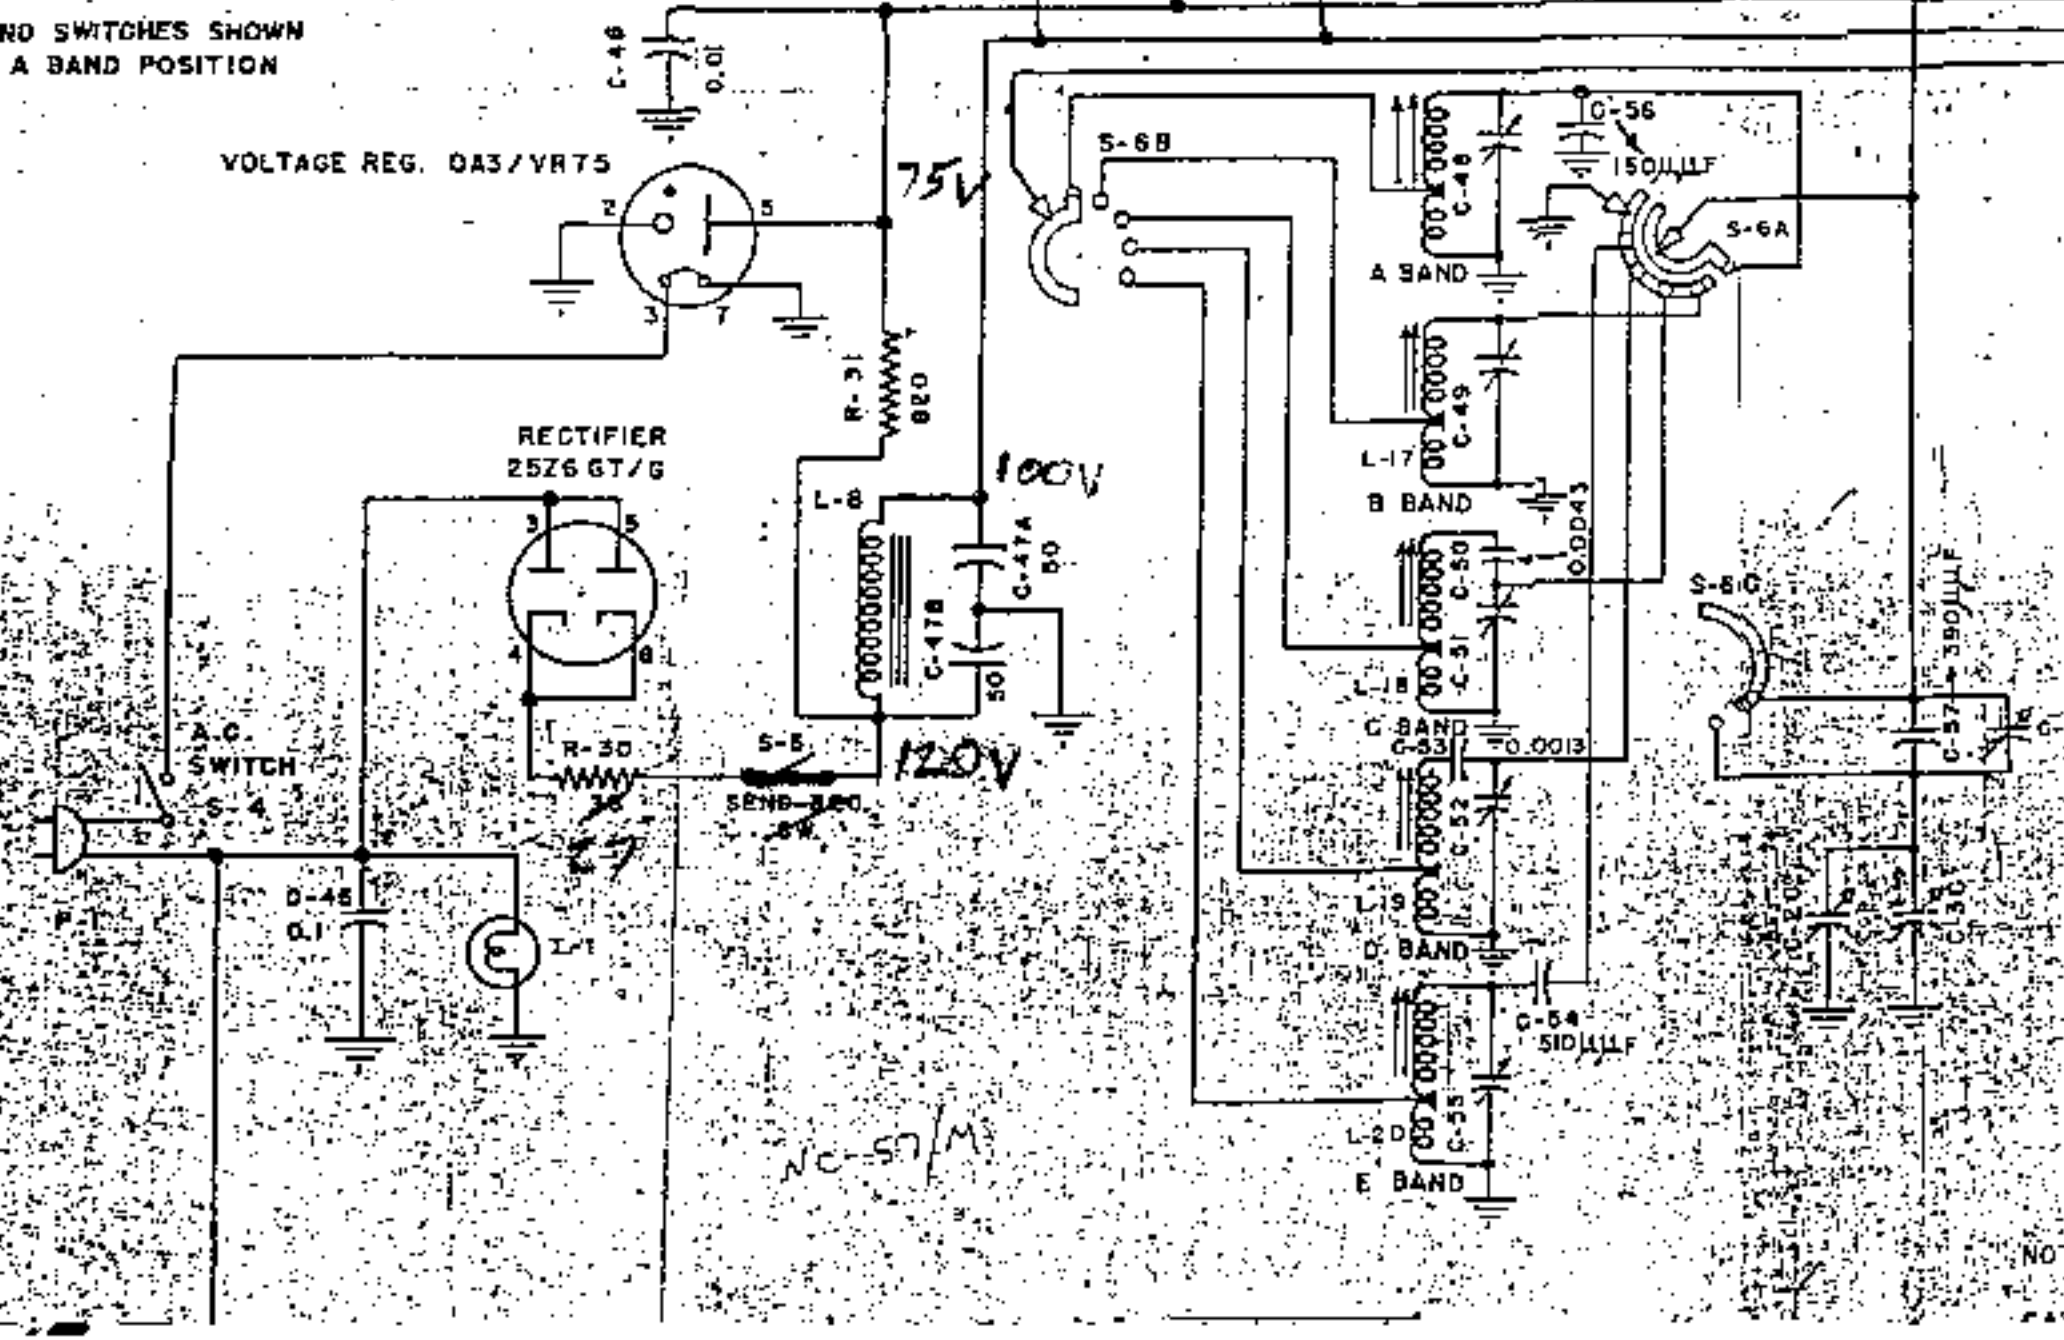 ND SWITCHES SHOWN
A BAND POSITION
C-46
0.01
VOLTAGE REG. OA3/VR75
2
5
3
7
75V
S-6B
C-56
150μμF
S-6A
C-48
A BAND
R-31
820
RECTIFIER
25Z6 GT/G
3
5
4
8
L-8
100V
C-47A
50
C-47B
50
120V
C-49
L-17
B BAND
0.0043
C-50
C-51
L-18
C BAND
C-53
0.0013
C-52
L-19
D BAND
C-54
510μμF
C-55
L-20
E BAND
S-6C
C-57
390μμF
A.C.
SWITCH
S-4
R-30
S-5
SEND-REC.
SW.
0.1
NC-57/M
NO